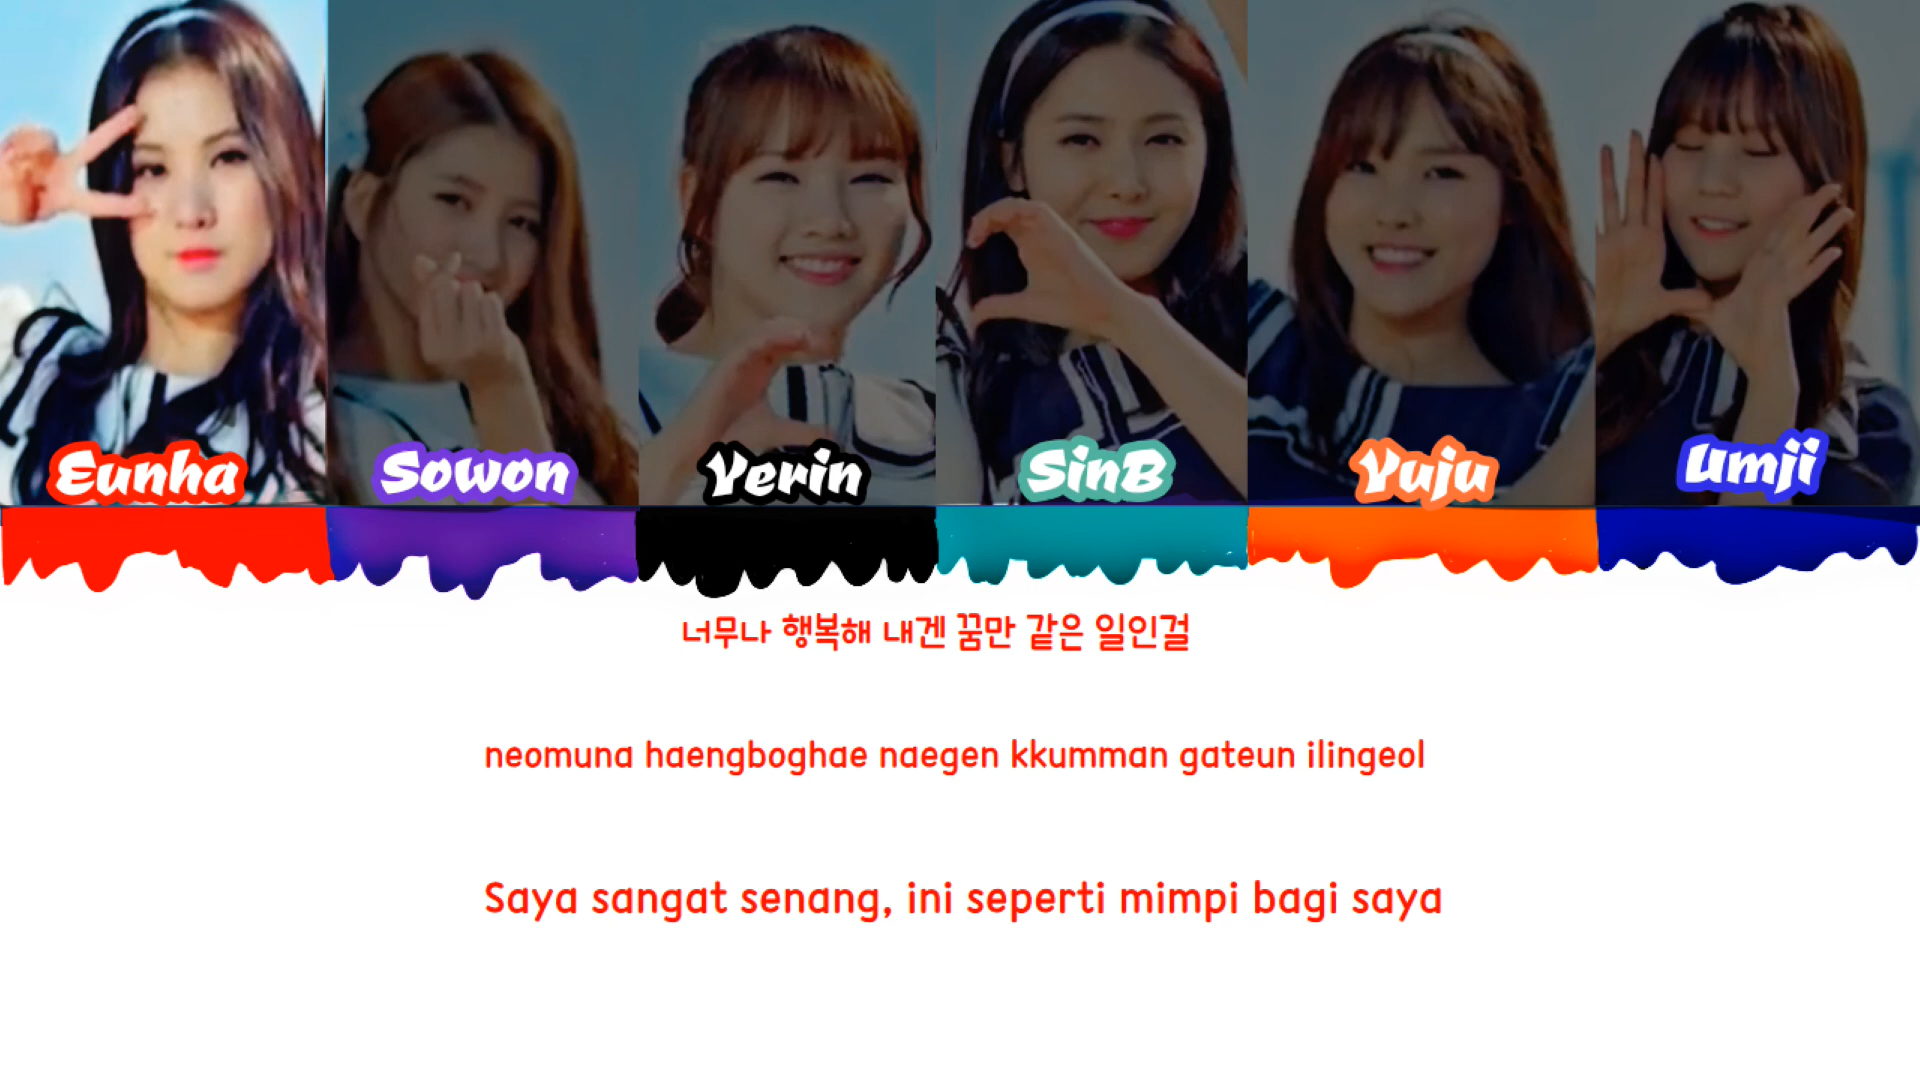 Eunha Sowon Yerin SinB Yuju Umji
너무나 행복해 내겐 꿈만 같은 일인걸
neomuna haengboghae naegen kkumman gateun ilingeol
Saya sangat senang, ini seperti mimpi bagi saya